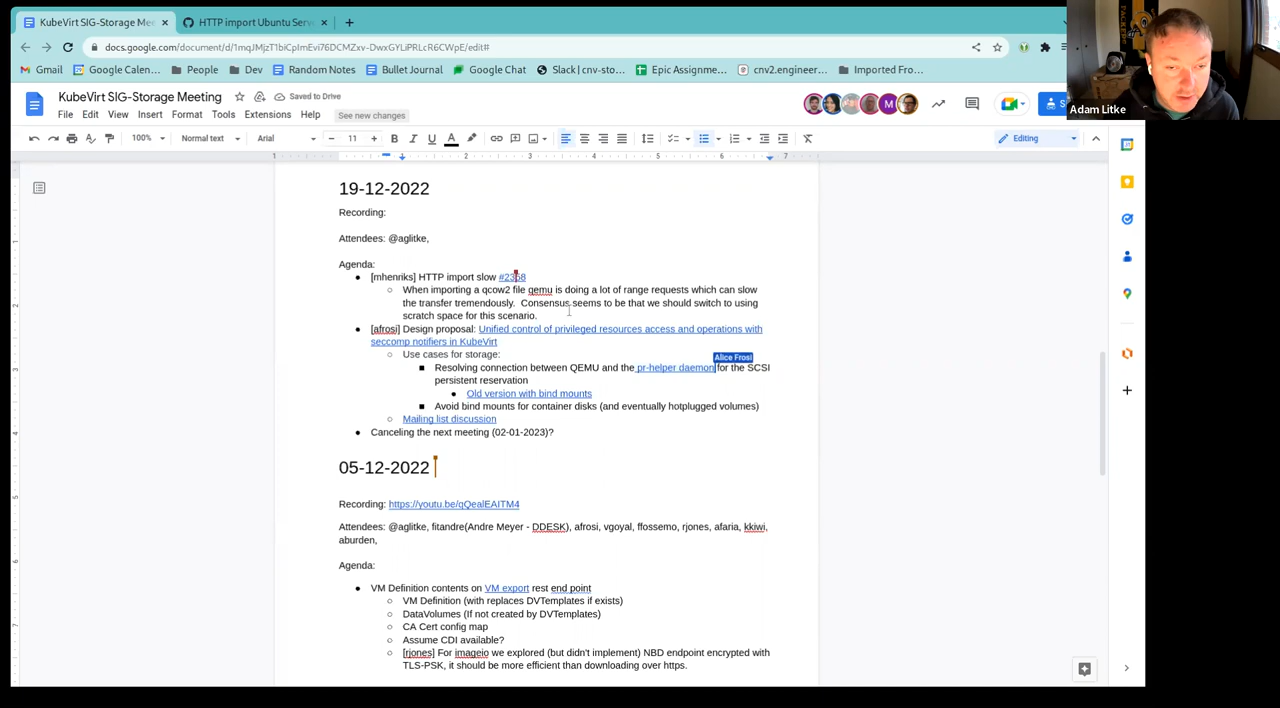 KubeVirt SIG-Storage Mee
HTTP import Ubuntu Serv
docs.google.com/document/d/1mqJMjzT1biCpImEvi76DCMZxv-DwxGYLiPRLcR6CWpE/edit#
Gmail
Google Calen…
People
Dev
Random Notes
Bullet Journal
Google Chat
Slack | cnv-sto…
Epic Assignme…
cnv2.engineer…
Imported Fro…
Adam Litke
KubeVirt SIG-Storage Meeting
Saved to Drive
File Edit View Insert Format Tools Extensions Help
See new changes
M
S
100%
Normal text
Arial
11
B I U A
Editing
1 1 2 3 4 5 6 7
19-12-2022
Recording:
Attendees: @aglitke,
Agenda:
[mhenriks] HTTP import slow #2358
When importing a qcow2 file qemu is doing a lot of range requests which can slow
the transfer tremendously. Consensus seems to be that we should switch to using
scratch space for this scenario.
[afrosi] Design proposal: Unified control of privileged resources access and operations with
seccomp notifiers in KubeVirt
Use cases for storage:
Alice Frosi
Resolving connection between QEMU and the pr-helper daemon for the SCSI
persistent reservation
Old version with bind mounts
Avoid bind mounts for container disks (and eventually hotplugged volumes)
Mailing list discussion
Canceling the next meeting (02-01-2023)?
05-12-2022
Recording: https://youtu.be/qQealEAITM4
Attendees: @aglitke, fitandre(Andre Meyer - DDESK), afrosi, vgoyal, ffossemo, rjones, afaria, kkiwi,
aburden,
Agenda:
VM Definition contents on VM export rest end point
VM Definition (with replaces DVTemplates if exists)
DataVolumes (If not created by DVTemplates)
CA Cert config map
Assume CDI available?
[rjones] For imageio we explored (but didn't implement) NBD endpoint encrypted with
TLS-PSK, it should be more efficient than downloading over https.